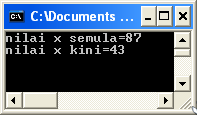 C:\Documents ...
nilai x semula=87
nilai x kini=43